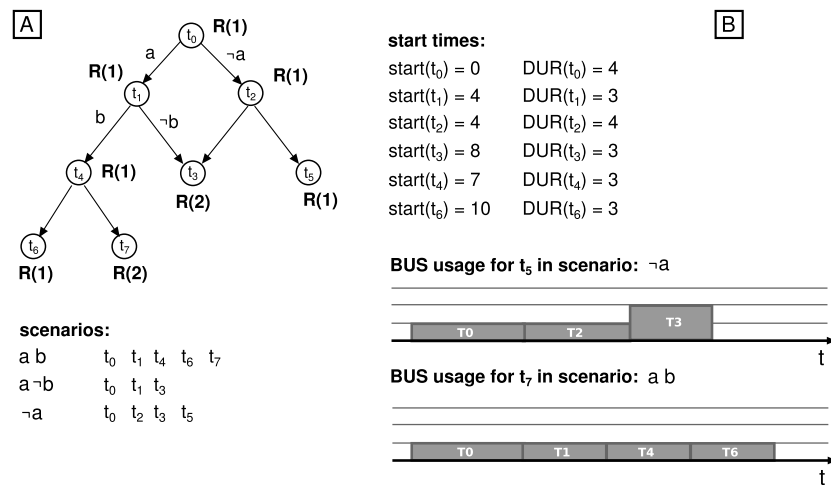 A
R(1)
t0
a
¬a
R(1)
t1
t2
R(1)
b
¬b
t4
R(1)
t3
t5
R(2)
R(1)
t6
t7
R(1)
R(2)
scenarios:
a b t0 t1 t4 t6 t7
a ¬b t0 t1 t3
¬a t0 t2 t3 t5
B
start times:
start(t0) = 0 DUR(t0) = 4
start(t1) = 4 DUR(t1) = 3
start(t2) = 4 DUR(t2) = 4
start(t3) = 8 DUR(t3) = 3
start(t4) = 7 DUR(t4) = 3
start(t6) = 10 DUR(t6) = 3
BUS usage for t5 in scenario: ¬a
T0 T2 T3
t
BUS usage for t7 in scenario: a b
T0 T1 T4 T6
t